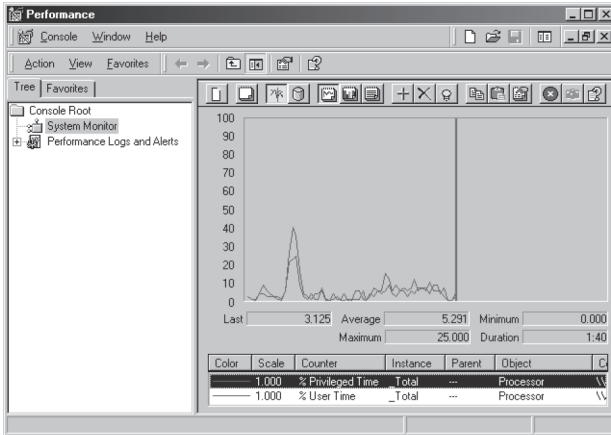 Performance
Console Window Help
Action View Favorites
Tree Favorites
Console Root
System Monitor
Performance Logs and Alerts
100
90
80
70
60
50
40
30
20
10
0
Last 3.125 Average 5.291 Minimum 0.000
Maximum 25.000 Duration 1:40
Color Scale Counter Instance Parent Object
1.000 % Privileged Time _Total --- Processor
1.000 % User Time _Total --- Processor